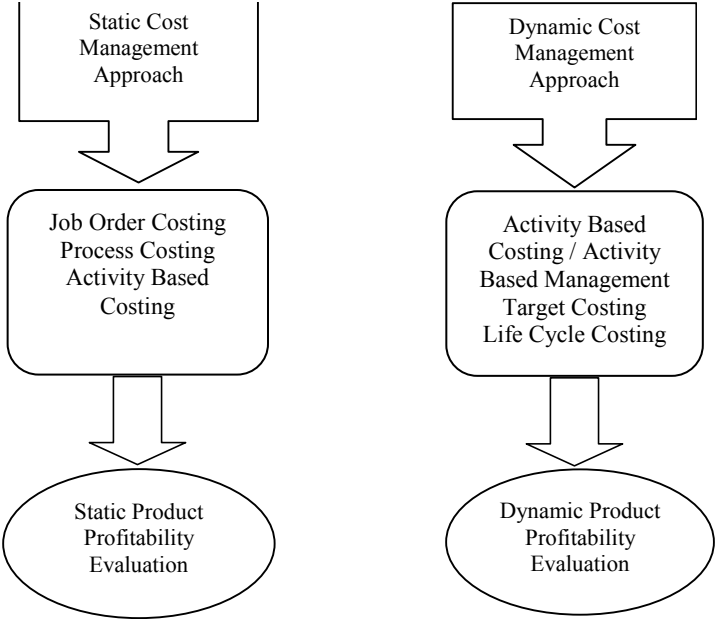 Static Cost
Management
Approach
Job Order Costing
Process Costing
Activity Based
Costing
Static Product
Profitability
Evaluation
Dynamic Cost
Management
Approach
Activity Based
Costing / Activity
Based Management
Target Costing
Life Cycle Costing
Dynamic Product
Profitability
Evaluation